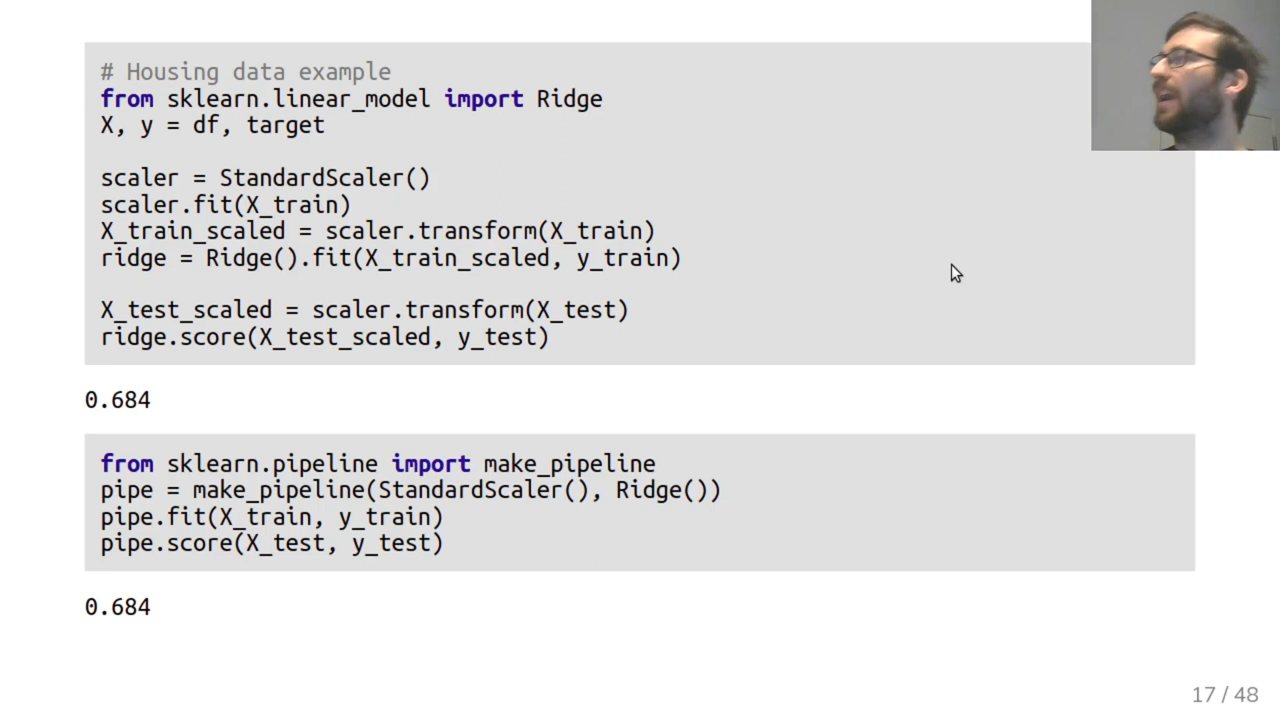 # Housing data example
from sklearn.linear_model import Ridge
X, y = df, target
scaler = StandardScaler()
scaler.fit(X_train)
X_train_scaled = scaler.transform(X_train)
ridge = Ridge().fit(X_train_scaled, y_train)
X_test_scaled = scaler.transform(X_test)
ridge.score(X_test_scaled, y_test)
0.684
from sklearn.pipeline import make_pipeline
pipe = make_pipeline(StandardScaler(), Ridge())
pipe.fit(X_train, y_train)
pipe.score(X_test, y_test)
0.684
17 / 48